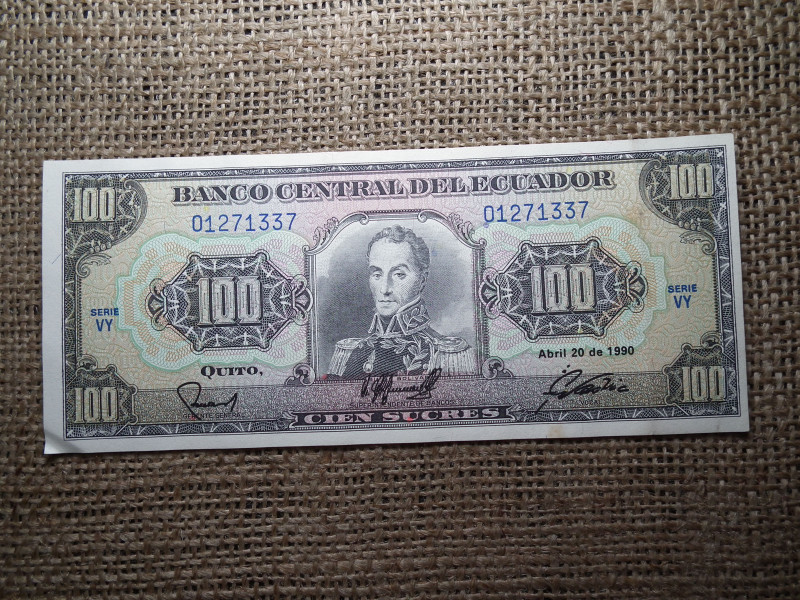 BANCO CENTRAL DEL ECUADOR
100 100
01271337 01271337
100 100
SERIE VY SERIE VY
QUITO, Abril 20 de 1990
100 100
CIEN SUCRES